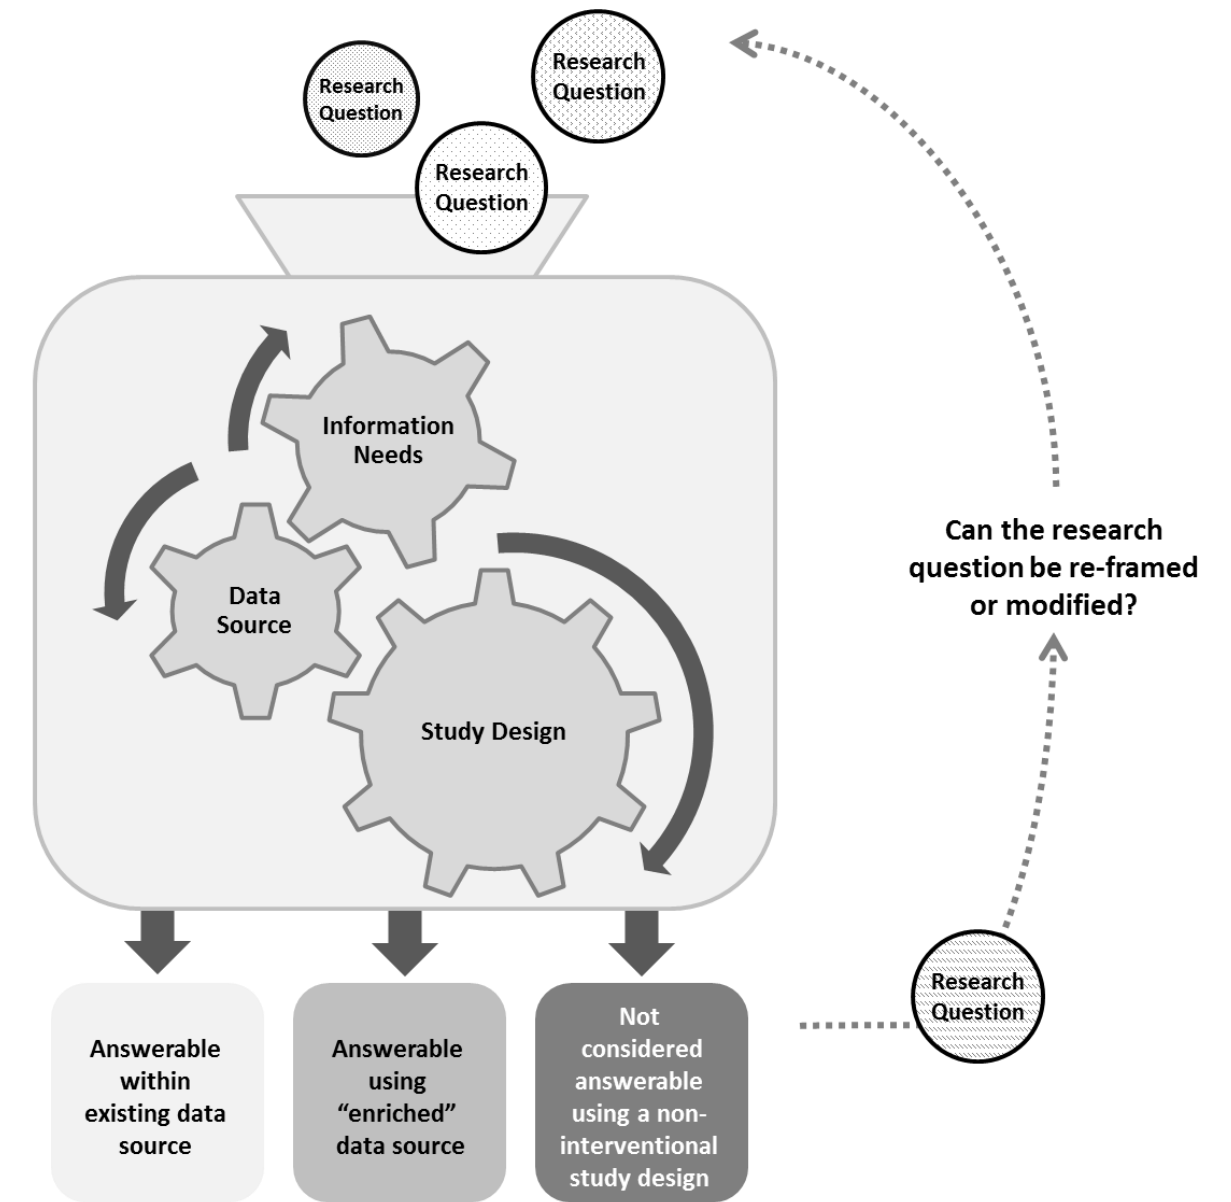 Research
Question
Research
Question
Research
Question
Information
Needs
Data
Source
Study Design
Can the research
question be re-framed
or modified?
Research
Question
Answerable
within
existing data
source
Answerable
using
“enriched”
data source
Not
considered
answerable
using a non-
interventional
study design